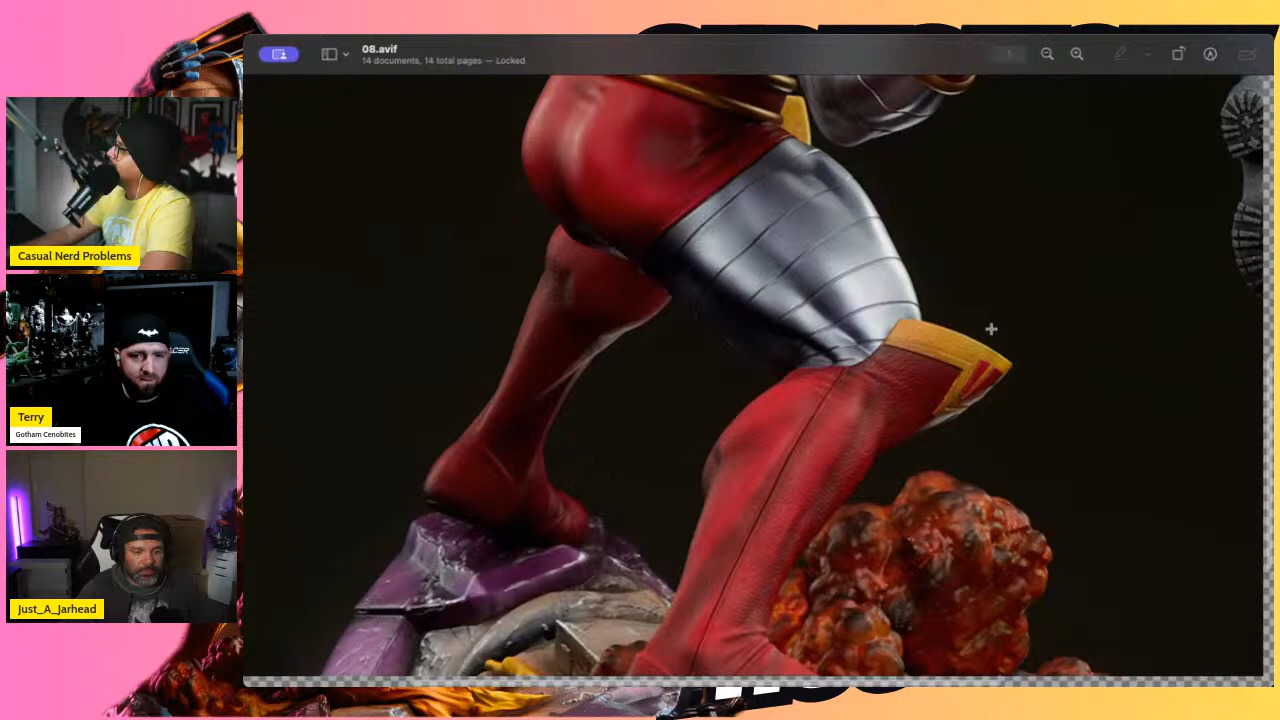 08.avif
14 documents, 14 total pages — Locked
Casual Nerd Problems
Terry
Gotham Cenobites
Just_A_Jarhead